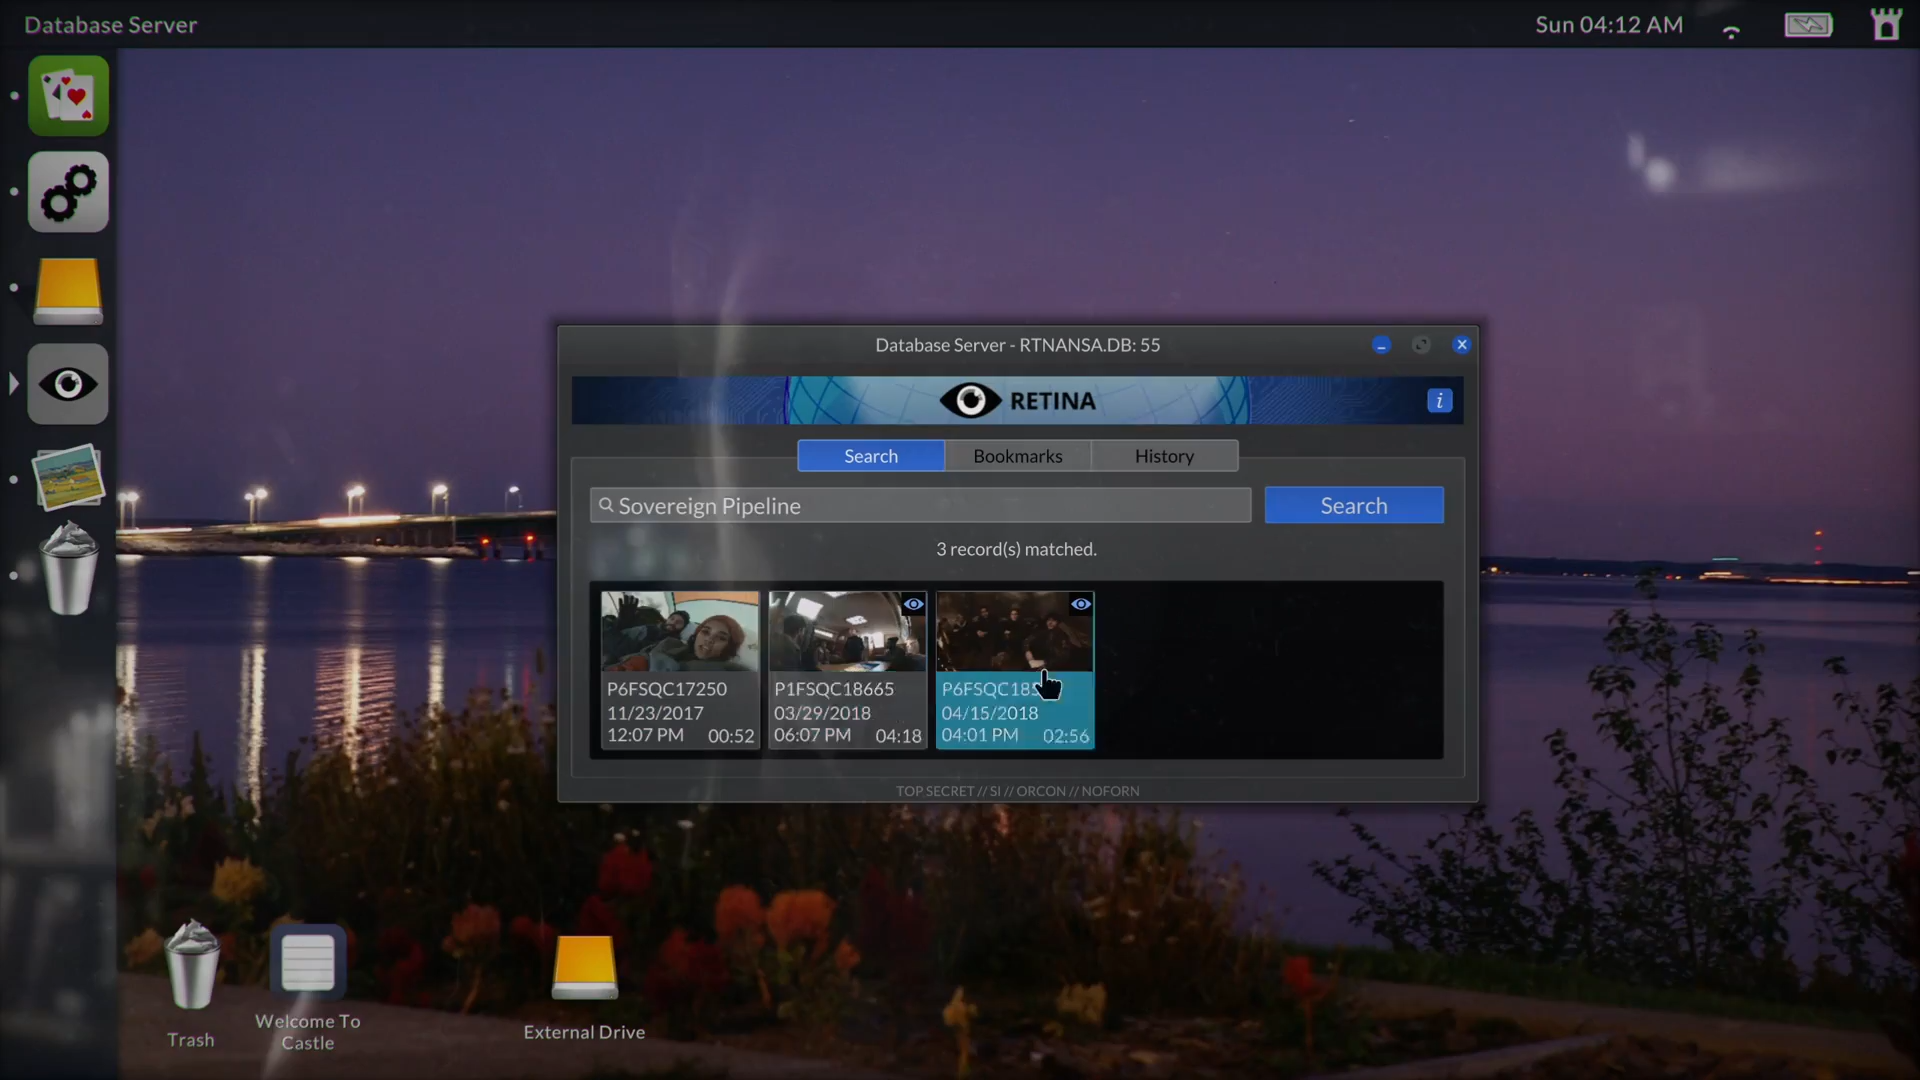 Database Server
Sun 04:12 AM
Database Server - RTNANSA.DB: 55
RETINA
i
Search
Bookmarks
History
Sovereign Pipeline
Search
3 record(s) matched.
P6FSQC17250
11/23/2017
12:07 PM
00:52
P1FSQC18665
03/29/2018
06:07 PM
04:18
04/15/2018
04:01 PM
02:56
TOP SECRET // SI // ORCON // NOFORN
Trash
Welcome To
Castle
External Drive